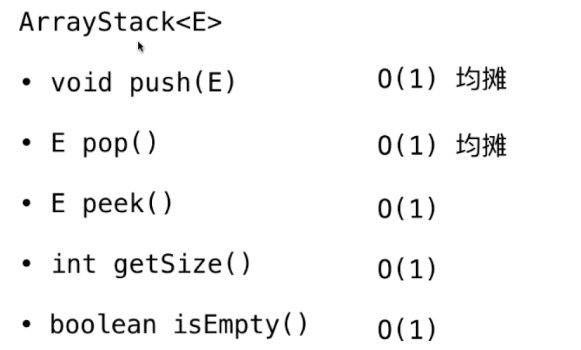 ArrayStack<E>
• void push(E) O(1) 均摊
• E pop() O(1) 均摊
• E peek() O(1)
• int getSize() O(1)
• boolean isEmpty() O(1)